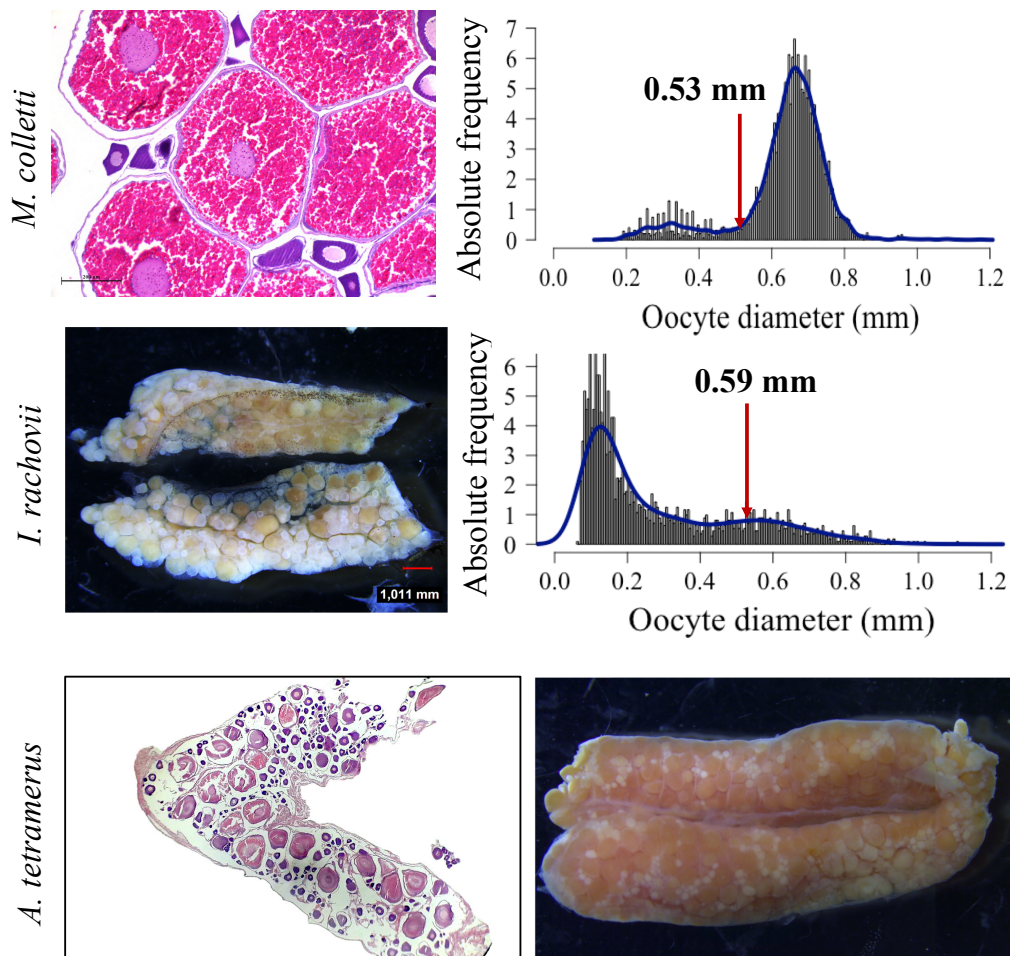 M. colletti
200 µm
Absolute frequency
7
6
5
4
3
2
1
0
0.53 mm
0.0 0.2 0.4 0.6 0.8 1.0 1.2
Oocyte diameter (mm)
I. rachovii
1,011 mm
Absolute frequency
6
5
4
3
2
1
0
0.59 mm
0.0 0.2 0.4 0.6 0.8 1.0 1.2
Oocyte diameter (mm)
A. tetramerus